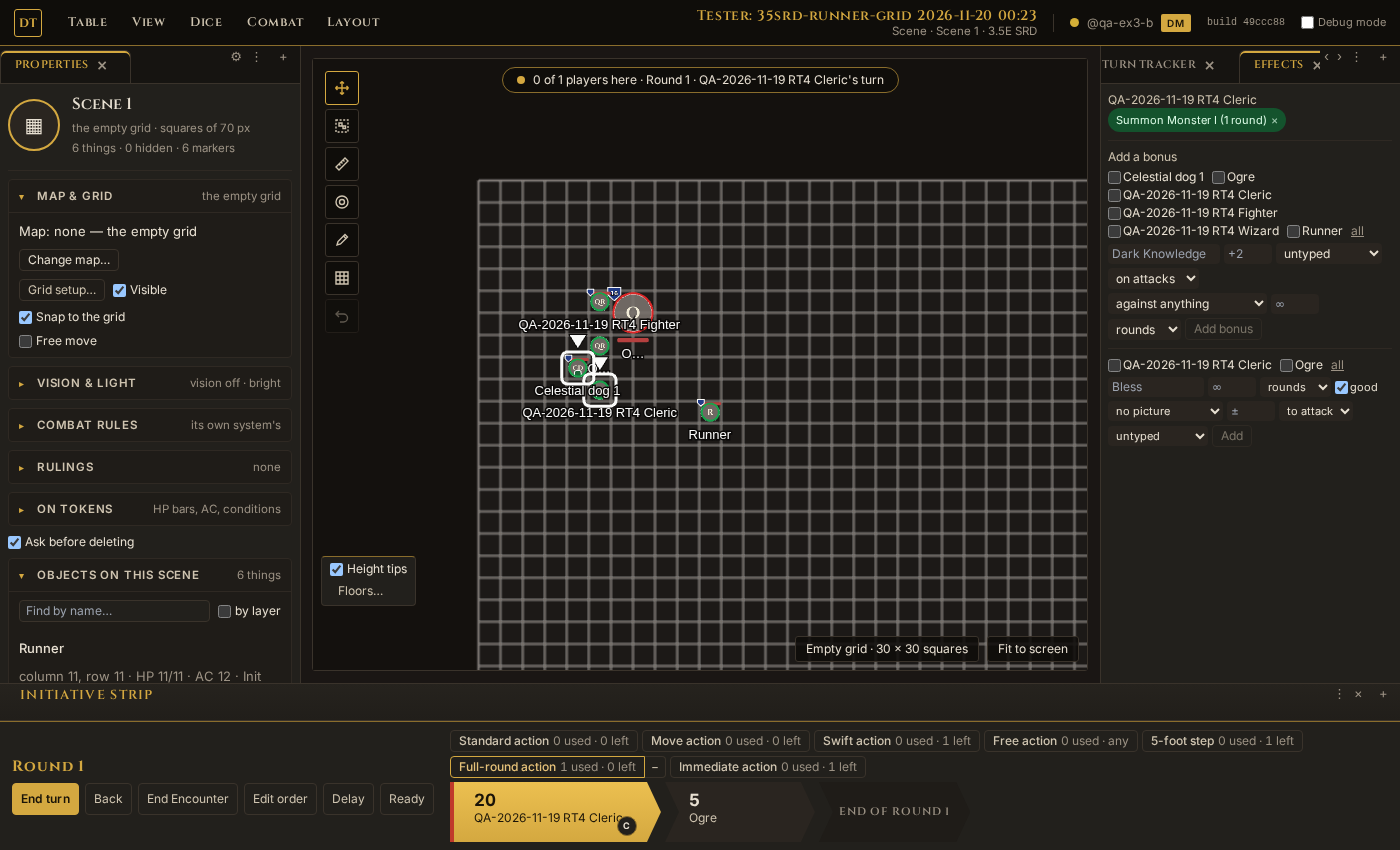 DT TABLE VIEW DICE COMBAT LAYOUT
TESTER: 35SRD-RUNNER-GRID 2026-11-20 00:23
Scene · Scene 1 · 3.5E SRD
@qa-ex3-b DM build 49ccc88 Debug mode
PROPERTIES × ⚙ ⋮ +
SCENE 1
the empty grid · squares of 70 px
6 things · 0 hidden · 6 markers
MAP & GRID the empty grid
Map: none — the empty grid
Change map...
Grid setup... Visible
Snap to the grid
Free move
VISION & LIGHT vision off · bright
COMBAT RULES its own system's
RULINGS none
ON TOKENS HP bars, AC, conditions
Ask before deleting
OBJECTS ON THIS SCENE 6 things
Find by name... by layer
Runner
column 11, row 11 · HP 11/11 · AC 12 · Init
0 of 1 players here · Round 1 · QA-2026-11-19 RT4 Cleric's turn
QR 16 O
QA-2026-11-19 RT4 Fighter
QR
O...
Celestial dog 1
QA-2026-11-19 RT4 Cleric
R
Runner
Height tips
Floors...
Empty grid · 30 × 30 squares Fit to screen
TURN TRACKER × EFFECTS × ‹ › ⋮ +
QA-2026-11-19 RT4 Cleric
Summon Monster I (1 round) ×
Add a bonus
Celestial dog 1 Ogre
QA-2026-11-19 RT4 Cleric
QA-2026-11-19 RT4 Fighter
QA-2026-11-19 RT4 Wizard Runner all
Dark Knowledge +2 untyped
on attacks
against anything ∞
rounds Add bonus
QA-2026-11-19 RT4 Cleric Ogre all
Bless ∞ rounds good
no picture ± to attack
untyped Add
INITIATIVE STRIP ⋮ × +
ROUND 1
End turn Back End Encounter Edit order Delay Ready
Standard action 0 used · 0 left Move action 0 used · 0 left Swift action 0 used · 1 left Free action 0 used · any 5-foot step 0 used · 1 left
Full-round action 1 used · 0 left − Immediate action 0 used · 1 left
20
QA-2026-11-19 RT4 Cleric C
5
Ogre
END OF ROUND 1